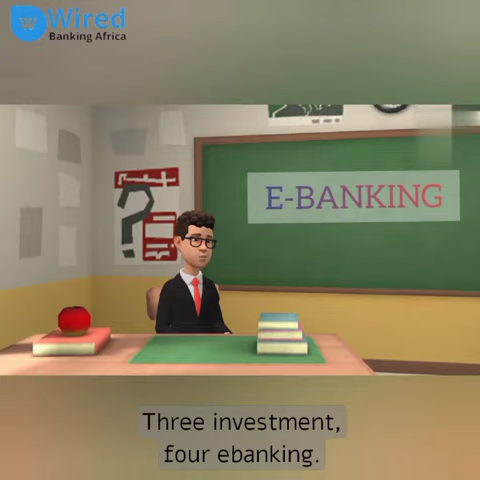 Wired
Banking Africa
E-BANKING
Three investment,
four ebanking.